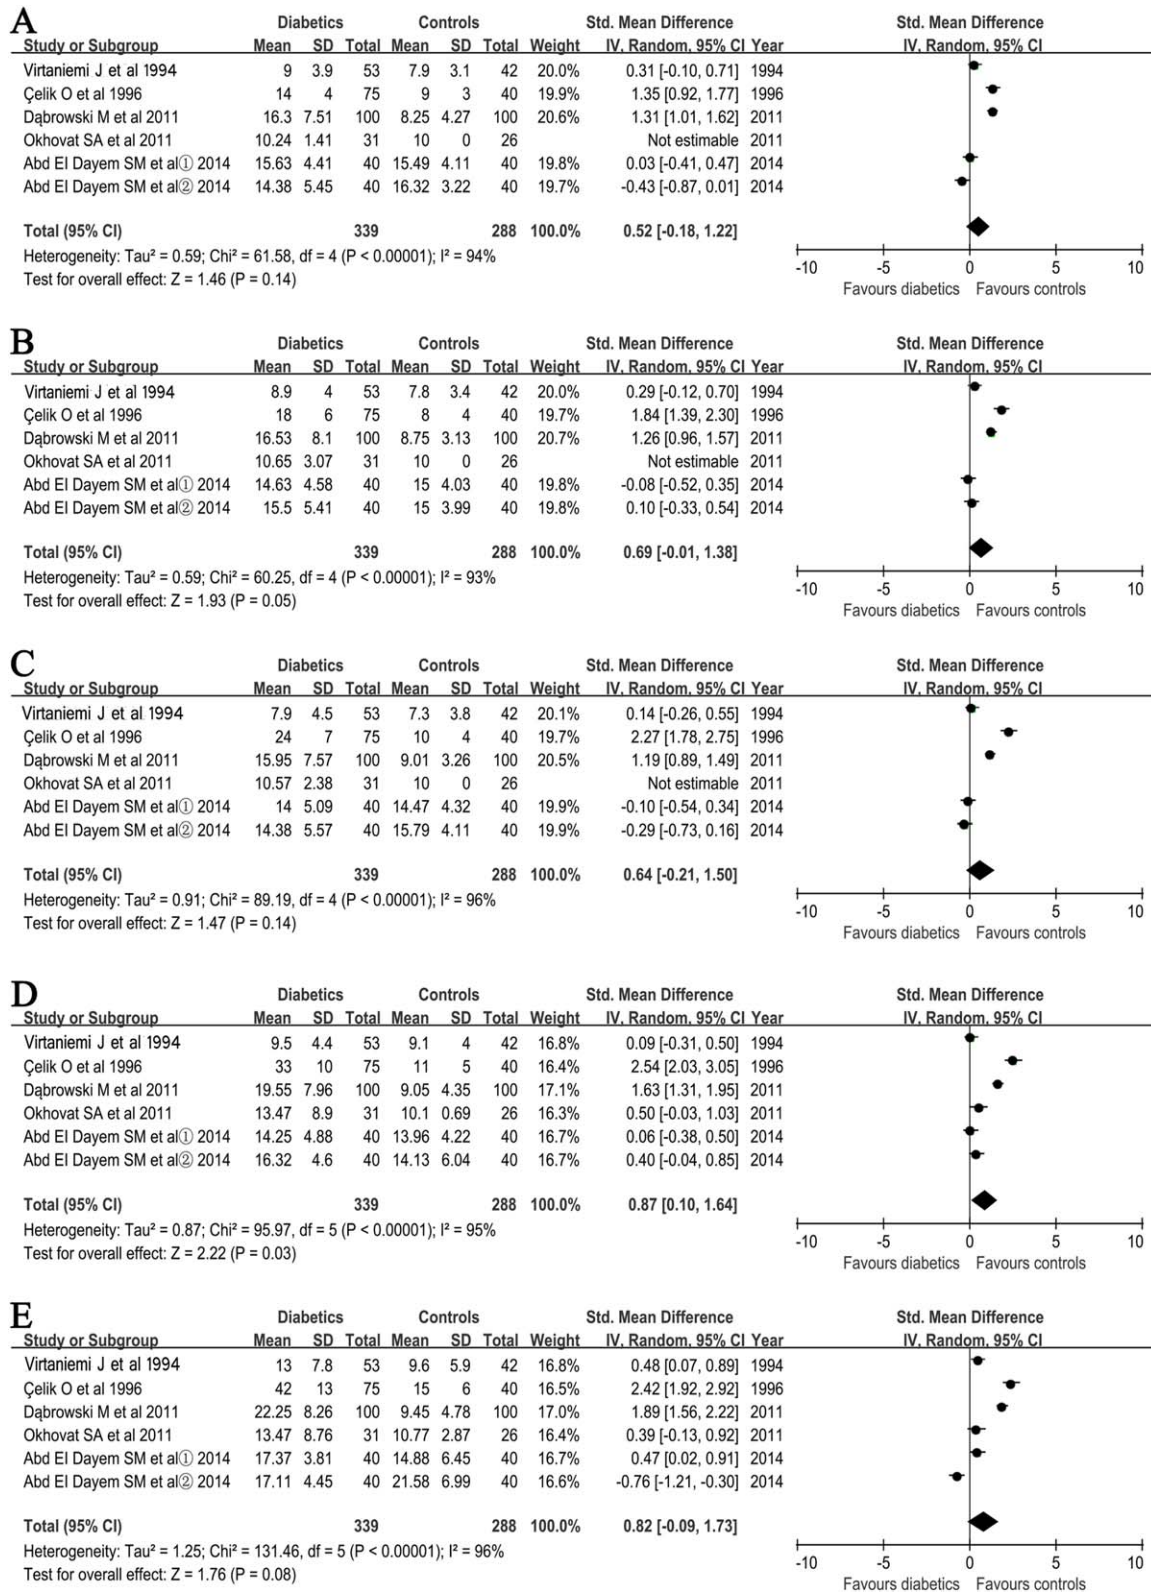 A
Diabetics Controls Std. Mean Difference Std. Mean Difference
Study or Subgroup Mean SD Total Mean SD Total Weight IV, Random, 95% CI Year IV, Random, 95% CI
Virtaniemi J et al 1994 9 3.9 53 7.9 3.1 42 20.0% 0.31 [-0.10, 0.71] 1994
Çelik O et al 1996 14 4 75 9 3 40 19.9% 1.35 [0.92, 1.77] 1996
Dąbrowski M et al 2011 16.3 7.51 100 8.25 4.27 100 20.6% 1.31 [1.01, 1.62] 2011
Okhovat SA et al 2011 10.24 1.41 31 10 0 26 Not estimable 2011
Abd El Dayem SM et al① 2014 15.63 4.41 40 15.49 4.11 40 19.8% 0.03 [-0.41, 0.47] 2014
Abd El Dayem SM et al② 2014 14.38 5.45 40 16.32 3.22 40 19.7% -0.43 [-0.87, 0.01] 2014
Total (95% CI) 339 288 100.0% 0.52 [-0.18, 1.22]
Heterogeneity: Tau² = 0.59; Chi² = 61.58, df = 4 (P < 0.00001); I² = 94%
Test for overall effect: Z = 1.46 (P = 0.14)
-10 -5 0 5 10
Favours diabetics Favours controls
B
Diabetics Controls Std. Mean Difference Std. Mean Difference
Study or Subgroup Mean SD Total Mean SD Total Weight IV, Random, 95% CI Year IV, Random, 95% CI
Virtaniemi J et al 1994 8.9 4 53 7.8 3.4 42 20.0% 0.29 [-0.12, 0.70] 1994
Çelik O et al 1996 18 6 75 8 4 40 19.7% 1.84 [1.39, 2.30] 1996
Dąbrowski M et al 2011 16.53 8.1 100 8.75 3.13 100 20.7% 1.26 [0.96, 1.57] 2011
Okhovat SA et al 2011 10.65 3.07 31 10 0 26 Not estimable 2011
Abd El Dayem SM et al① 2014 14.63 4.58 40 15 4.03 40 19.8% -0.08 [-0.52, 0.35] 2014
Abd El Dayem SM et al② 2014 15.5 5.41 40 15 3.99 40 19.8% 0.10 [-0.33, 0.54] 2014
Total (95% CI) 339 288 100.0% 0.69 [-0.01, 1.38]
Heterogeneity: Tau² = 0.59; Chi² = 60.25, df = 4 (P < 0.00001); I² = 93%
Test for overall effect: Z = 1.93 (P = 0.05)
-10 -5 0 5 10
Favours diabetics Favours controls
C
Diabetics Controls Std. Mean Difference Std. Mean Difference
Study or Subgroup Mean SD Total Mean SD Total Weight IV, Random, 95% CI Year IV, Random, 95% CI
Virtaniemi J et al 1994 7.9 4.5 53 7.3 3.8 42 20.1% 0.14 [-0.26, 0.55] 1994
Çelik O et al 1996 24 7 75 10 4 40 19.7% 2.27 [1.78, 2.75] 1996
Dąbrowski M et al 2011 15.95 7.57 100 9.01 3.26 100 20.5% 1.19 [0.89, 1.49] 2011
Okhovat SA et al 2011 10.57 2.38 31 10 0 26 Not estimable 2011
Abd El Dayem SM et al① 2014 14 5.09 40 14.47 4.32 40 19.9% -0.10 [-0.54, 0.34] 2014
Abd El Dayem SM et al② 2014 14.38 5.57 40 15.79 4.11 40 19.9% -0.29 [-0.73, 0.16] 2014
Total (95% CI) 339 288 100.0% 0.64 [-0.21, 1.50]
Heterogeneity: Tau² = 0.91; Chi² = 89.19, df = 4 (P < 0.00001); I² = 96%
Test for overall effect: Z = 1.47 (P = 0.14)
-10 -5 0 5 10
Favours diabetics Favours controls
D
Diabetics Controls Std. Mean Difference Std. Mean Difference
Study or Subgroup Mean SD Total Mean SD Total Weight IV, Random, 95% CI Year IV, Random, 95% CI
Virtaniemi J et al 1994 9.5 4.4 53 9.1 4 42 16.8% 0.09 [-0.31, 0.50] 1994
Çelik O et al 1996 33 10 75 11 5 40 16.4% 2.54 [2.03, 3.05] 1996
Dąbrowski M et al 2011 19.55 7.96 100 9.05 4.35 100 17.1% 1.63 [1.31, 1.95] 2011
Okhovat SA et al 2011 13.47 8.9 31 10.1 0.69 26 16.3% 0.50 [-0.03, 1.03] 2011
Abd El Dayem SM et al① 2014 14.25 4.88 40 13.96 4.22 40 16.7% 0.06 [-0.38, 0.50] 2014
Abd El Dayem SM et al② 2014 16.32 4.6 40 14.13 6.04 40 16.7% 0.40 [-0.04, 0.85] 2014
Total (95% CI) 339 288 100.0% 0.87 [0.10, 1.64]
Heterogeneity: Tau² = 0.87; Chi² = 95.97, df = 5 (P < 0.00001); I² = 95%
Test for overall effect: Z = 2.22 (P = 0.03)
-10 -5 0 5 10
Favours diabetics Favours controls
E
Diabetics Controls Std. Mean Difference Std. Mean Difference
Study or Subgroup Mean SD Total Mean SD Total Weight IV, Random, 95% CI Year IV, Random, 95% CI
Virtaniemi J et al 1994 13 7.8 53 9.6 5.9 42 16.8% 0.48 [0.07, 0.89] 1994
Çelik O et al 1996 42 13 75 15 6 40 16.5% 2.42 [1.92, 2.92] 1996
Dąbrowski M et al 2011 22.25 8.26 100 9.45 4.78 100 17.0% 1.89 [1.56, 2.22] 2011
Okhovat SA et al 2011 13.47 8.76 31 10.77 2.87 26 16.4% 0.39 [-0.13, 0.92] 2011
Abd El Dayem SM et al① 2014 17.37 3.81 40 14.88 6.45 40 16.7% 0.47 [0.02, 0.91] 2014
Abd El Dayem SM et al② 2014 17.11 4.45 40 21.58 6.99 40 16.6% -0.76 [-1.21, -0.30] 2014
Total (95% CI) 339 288 100.0% 0.82 [-0.09, 1.73]
Heterogeneity: Tau² = 1.25; Chi² = 131.46, df = 5 (P < 0.00001); I² = 96%
Test for overall effect: Z = 1.76 (P = 0.08)
-10 -5 0 5 10
Favours diabetics Favours controls